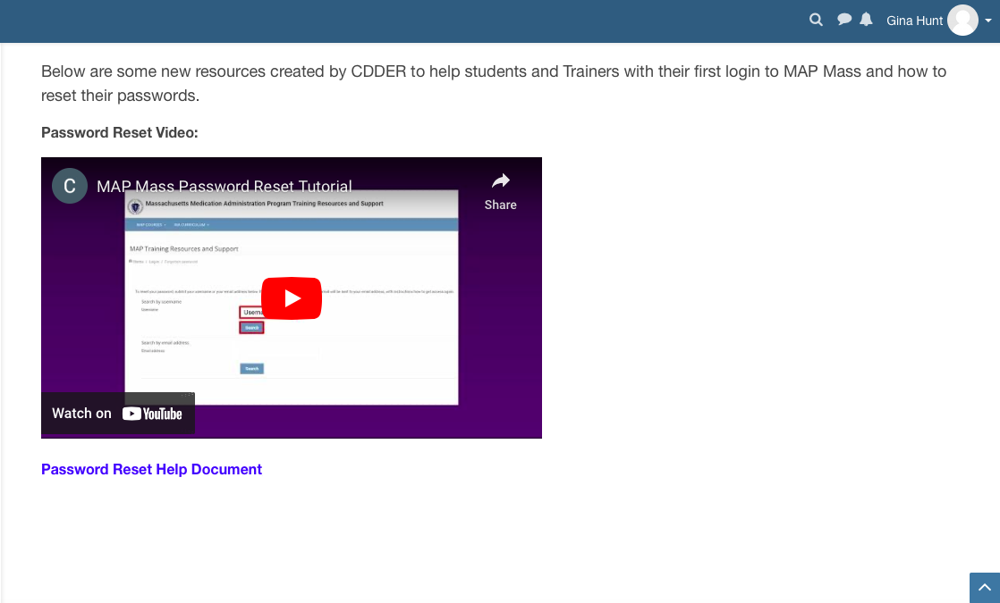 Gina Hunt
Below are some new resources created by CDDER to help students and Trainers with their first login to MAP Mass and how to
reset their passwords.
Password Reset Video:
C
MAP Mass Password Reset Tutorial
Share
Massachusetts Medication Administration Program Training Resources and Support
MAP COURSES
MAP Training Resources and Support
Home / Login / Forgotten password
To reset your password, submit your username or your email address below.
will be sent to your email address, with instructions how to get access again.
Search by username
Username
Userna
Search
Search by email address
Email address
Search
Watch on YouTube
Password Reset Help Document